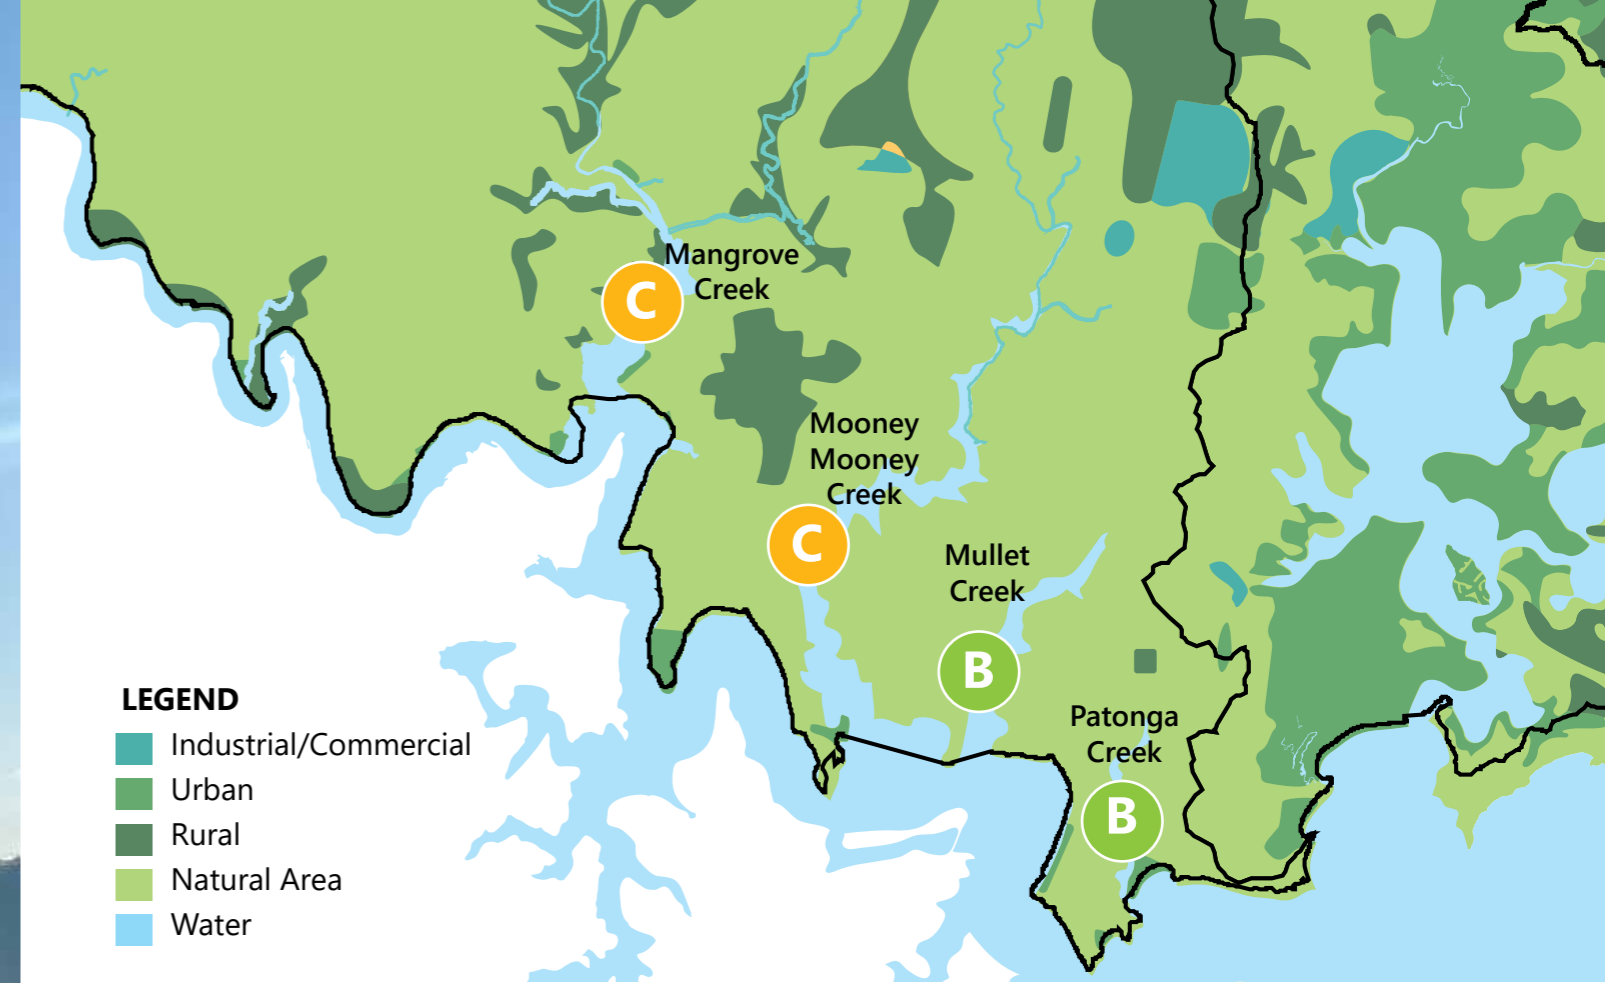 Mangrove
Creek
C
Mooney
Mooney
Creek
C
Mullet
Creek
B
Patonga
Creek
B
LEGEND
Industrial/Commercial
Urban
Rural
Natural Area
Water